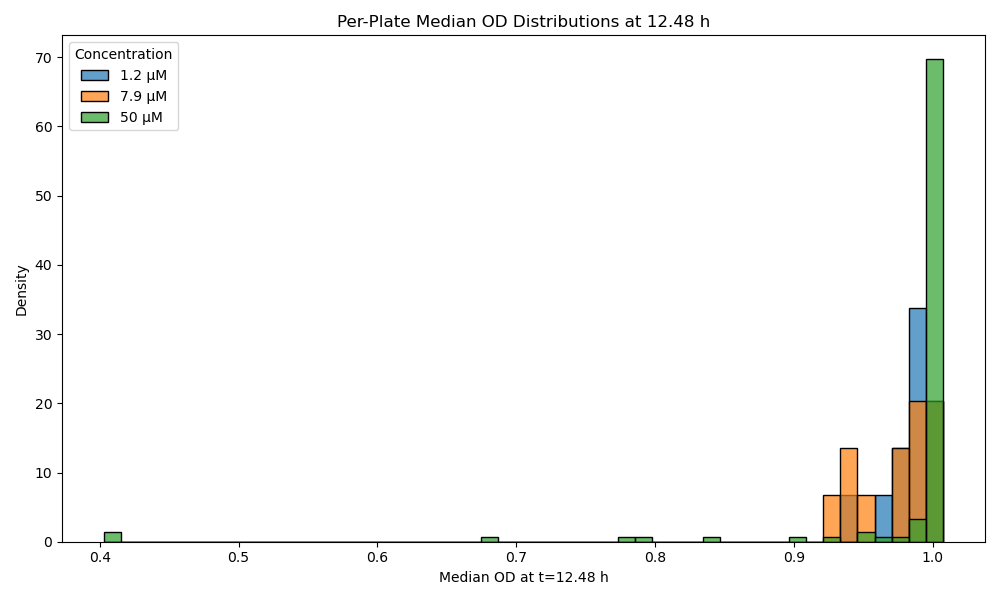 Per-Plate Median OD Distributions at 12.48 h
Concentration
1.2 µM
7.9 µM
50 µM
Density
70
60
50
40
30
20
10
0
0.4
0.5
0.6
0.7
0.8
0.9
1.0
Median OD at t=12.48 h